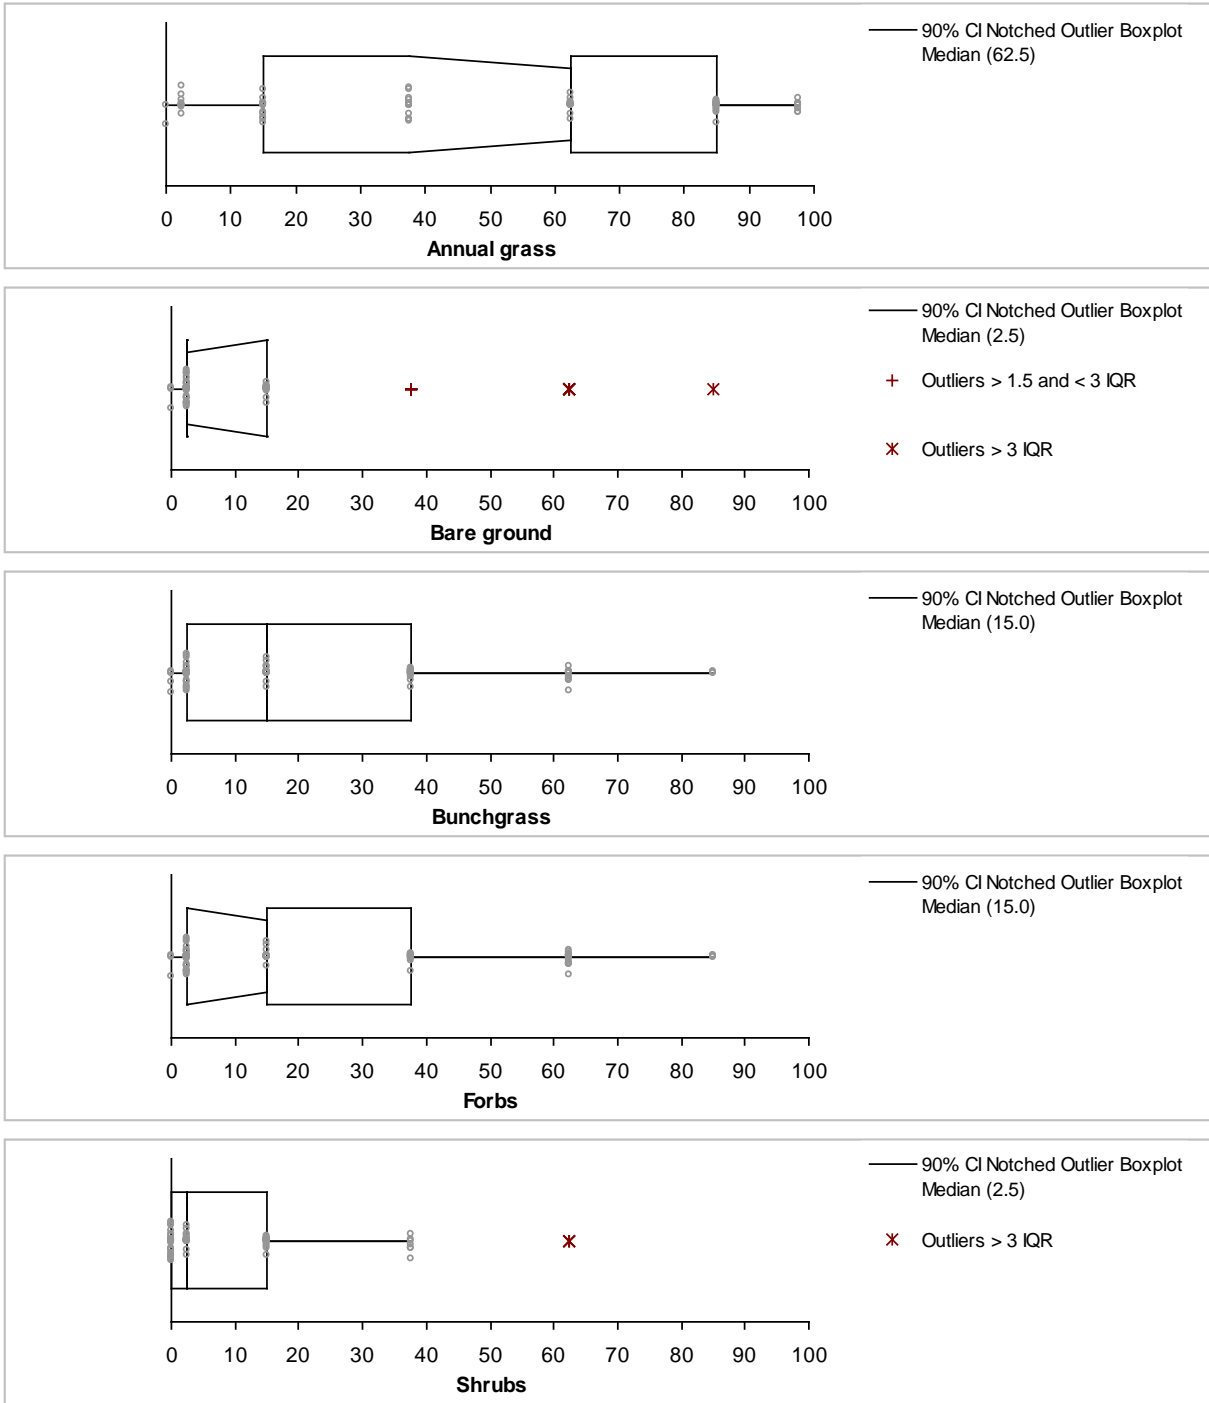 90% CI Notched Outlier Boxplot
Median (62.5)
0 10 20 30 40 50 60 70 80 90 100
Annual grass
90% CI Notched Outlier Boxplot
Median (2.5)
Outliers > 1.5 and < 3 IQR
Outliers > 3 IQR
0 10 20 30 40 50 60 70 80 90 100
Bare ground
90% CI Notched Outlier Boxplot
Median (15.0)
0 10 20 30 40 50 60 70 80 90 100
Bunchgrass
90% CI Notched Outlier Boxplot
Median (15.0)
0 10 20 30 40 50 60 70 80 90 100
Forbs
90% CI Notched Outlier Boxplot
Median (2.5)
Outliers > 3 IQR
0 10 20 30 40 50 60 70 80 90 100
Shrubs